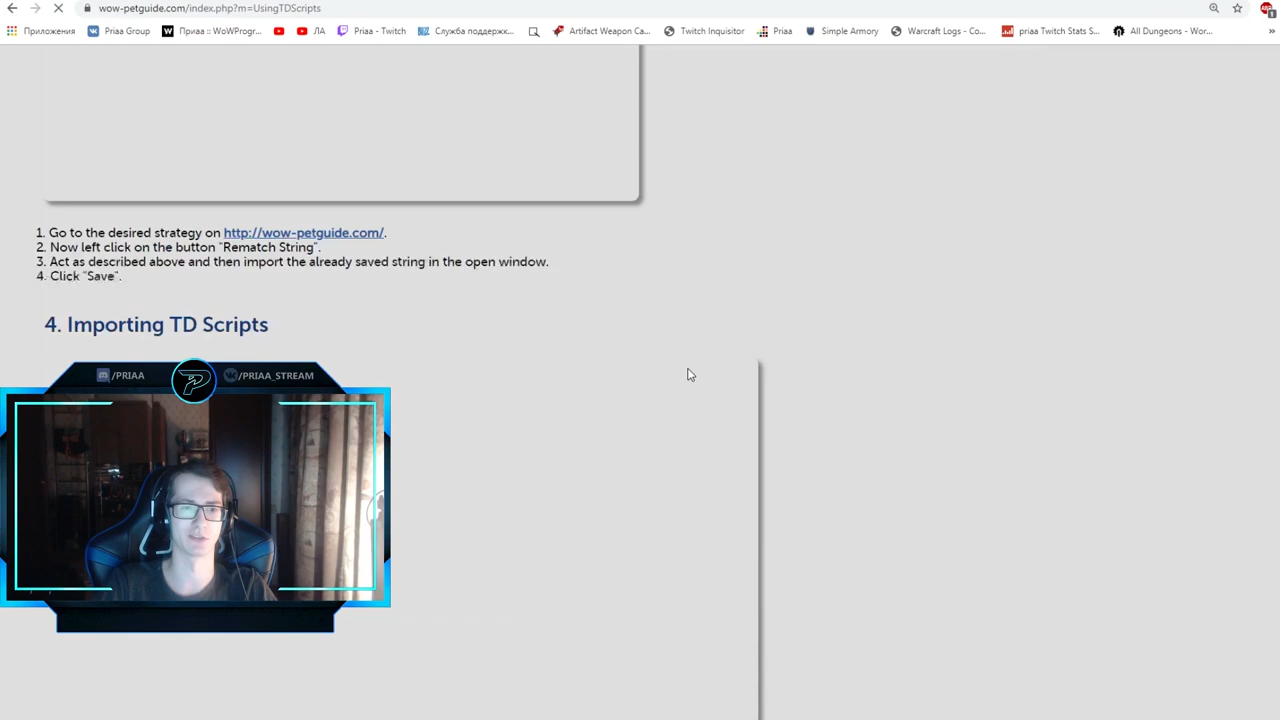 wow-petguide.com/index.php?m=UsingTDScripts
Приложения Priaa Group Приаа :: WoWProgr... ЛА Priaa - Twitch Служба поддержк... Artifact Weapon Ca... Twitch Inquisitor Priaa Simple Armory Warcraft Logs - Co... priaa Twitch Stats S... All Dungeons - Wor... »
1. Go to the desired strategy on http://wow-petguide.com/.
2. Now left click on the button "Rematch String".
3. Act as described above and then import the already saved string in the open window.
4. Click "Save".
4. Importing TD Scripts
/PRIAA /PRIAA_STREAM